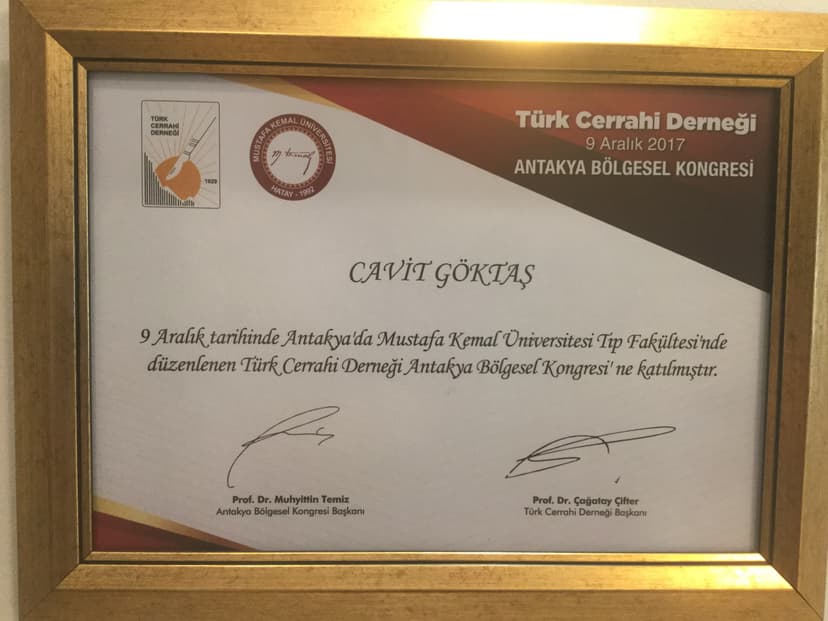 TÜRK
CERRAHİ
DERNEĞİ
1929
MUSTAFA KEMAL ÜNİVERSİTESİ
HATAY - 1992
Türk Cerrahi Derneği
9 Aralık 2017
ANTAKYA BÖLGESEL KONGRESİ
CAVİT GÖKTAŞ
9 Aralık tarihinde Antakya'da Mustafa Kemal Üniversitesi Tıp Fakültesi'nde
düzenlenen Türk Cerrahi Derneği Antakya Bölgesel Kongresi' ne katılmıştır.
Prof. Dr. Muhyittin Temiz
Antakya Bölgesel Kongresi Başkanı
Prof. Dr. Çağatay Çifter
Türk Cerrahi Derneği Başkanı